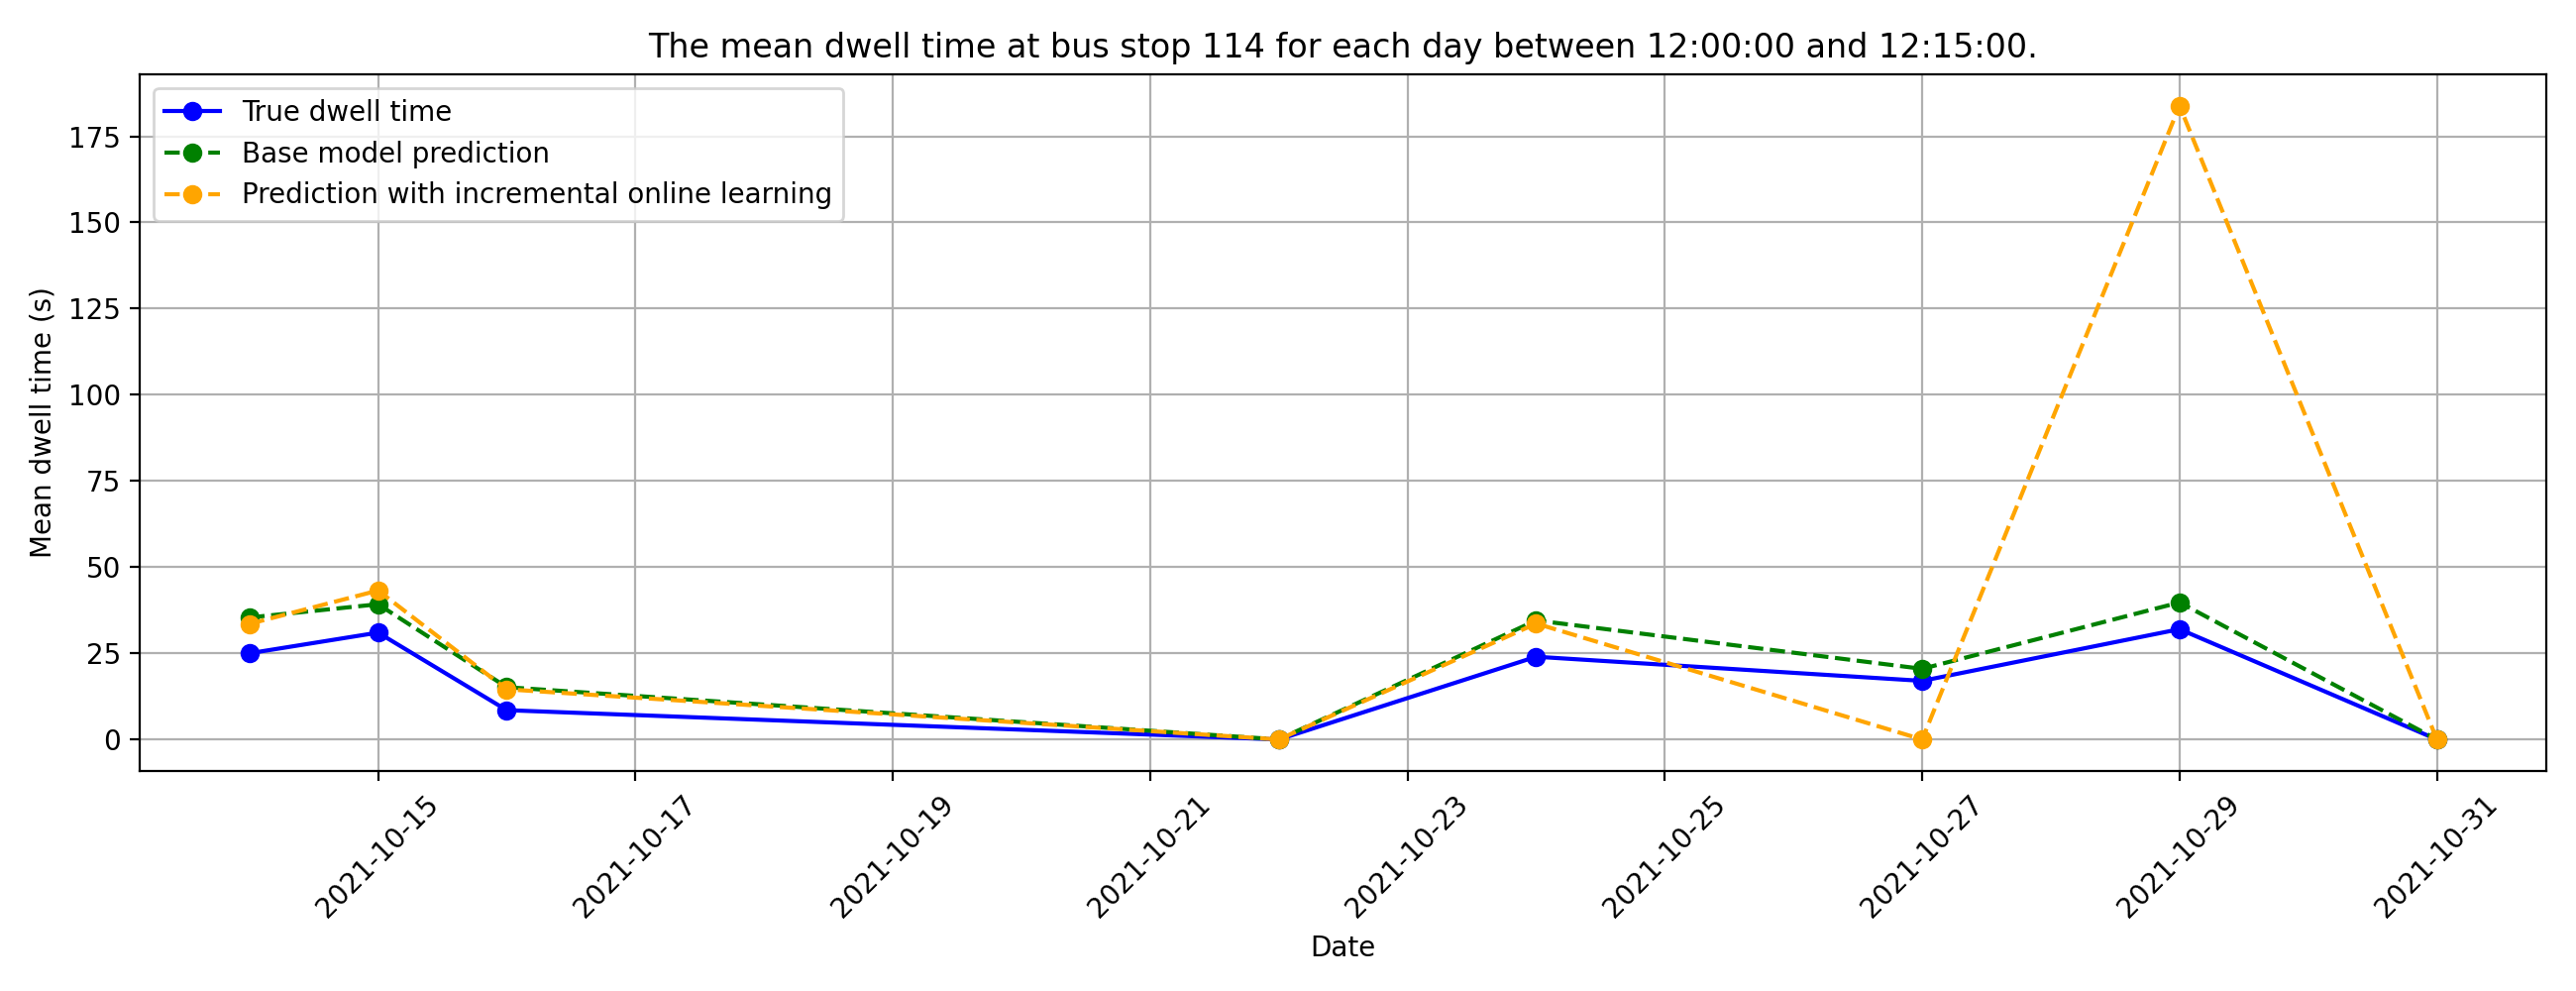 The mean dwell time at bus stop 114 for each day between 12:00:00 and 12:15:00.
True dwell time
Base model prediction
Prediction with incremental online learning
Mean dwell time (s)
175
150
125
100
75
50
25
0
2021-10-15
2021-10-17
2021-10-19
2021-10-21
2021-10-23
2021-10-25
2021-10-27
2021-10-29
2021-10-31
Date